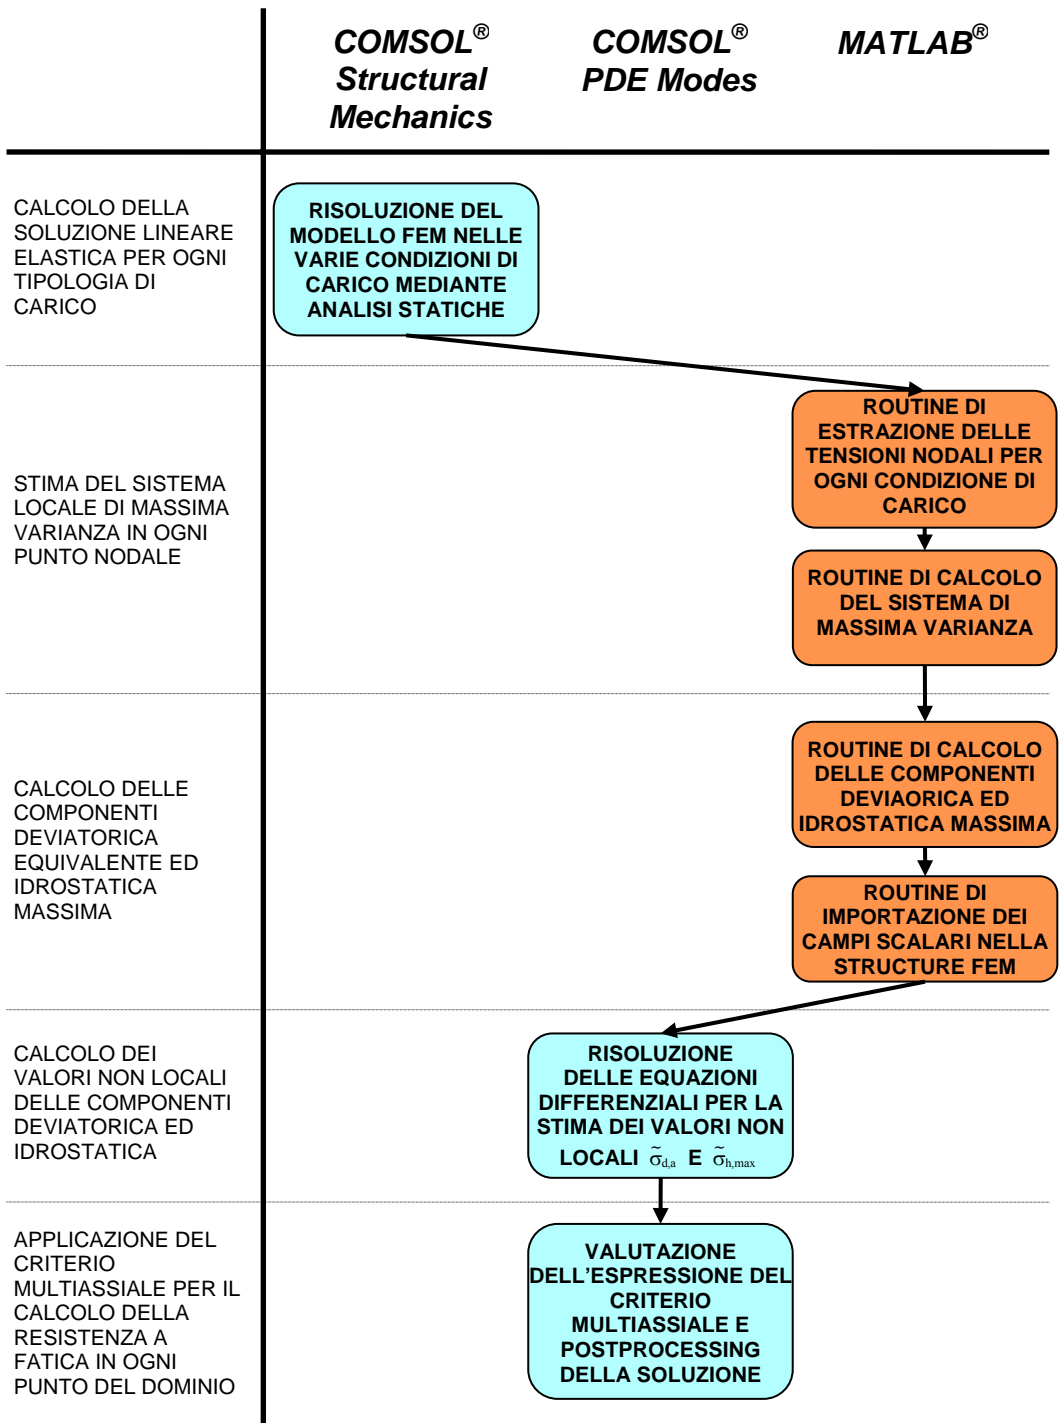 COMSOL®
Structural
Mechanics
COMSOL®
PDE Modes
MATLAB®
CALCOLO DELLA
SOLUZIONE LINEARE
ELASTICA PER OGNI
TIPOLOGIA DI
CARICO
RISOLUZIONE DEL
MODELLO FEM NELLE
VARIE CONDIZIONI DI
CARICO MEDIANTE
ANALISI STATICHE
STIMA DEL SISTEMA
LOCALE DI MASSIMA
VARIANZA IN OGNI
PUNTO NODALE
ROUTINE DI
ESTRAZIONE DELLE
TENSIONI NODALI PER
OGNI CONDIZIONE DI
CARICO
ROUTINE DI CALCOLO
DEL SISTEMA DI
MASSIMA VARIANZA
CALCOLO DELLE
COMPONENTI
DEVIATORICA
EQUIVALENTE ED
IDROSTATICA
MASSIMA
ROUTINE DI CALCOLO
DELLE COMPONENTI
DEVIAORICA ED
IDROSTATICA MASSIMA
ROUTINE DI
IMPORTAZIONE DEI
CAMPI SCALARI NELLA
STRUCTURE FEM
CALCOLO DEI
VALORI NON LOCALI
DELLE COMPONENTI
DEVIATORICA ED
IDROSTATICA
RISOLUZIONE
DELLE EQUAZIONI
DIFFERENZIALI PER LA
STIMA DEI VALORI NON
LOCALI σ̃d,a E σ̃h,max
APPLICAZIONE DEL
CRITERIO
MULTIASSIALE PER IL
CALCOLO DELLA
RESISTENZA A
FATICA IN OGNI
PUNTO DEL DOMINIO
VALUTAZIONE
DELL’ESPRESSIONE DEL
CRITERIO
MULTIASSIALE E
POSTPROCESSING
DELLA SOLUZIONE